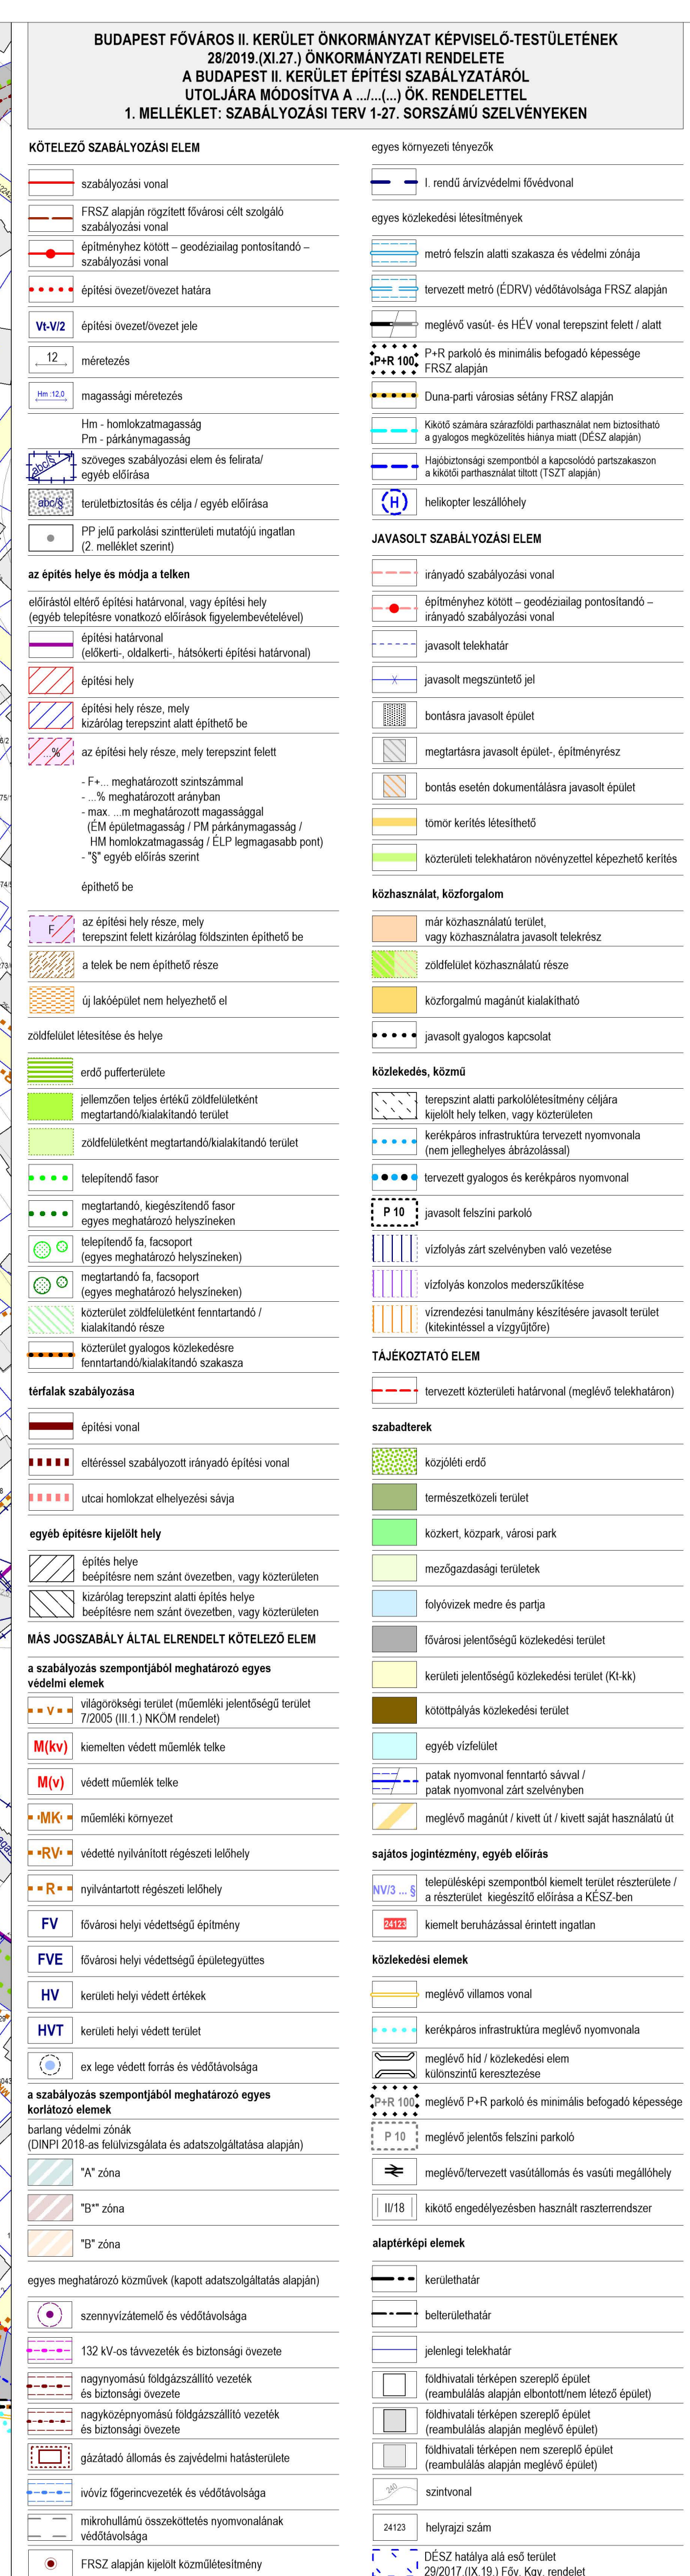 BUDAPEST FŐVÁROS II. KERÜLET ÖNKORMÁNYZAT KÉPVISELŐ-TESTÜLETÉNEK
28/2019.(XI.27.) ÖNKORMÁNYZATI RENDELETE
A BUDAPEST II. KERÜLET ÉPÍTÉSI SZABÁLYZATÁRÓL
UTOLJÁRA MÓDOSÍTVA A .../...(...) ÖK. RENDELETTEL
1. MELLÉKLET: SZABÁLYOZÁSI TERV 1-27. SORSZÁMÚ SZELVÉNYEKEN
KÖTELEZŐ SZABÁLYOZÁSI ELEM
szabályozási vonal
FRSZ alapján rögzített fővárosi célt szolgáló
szabályozási vonal
építményhez kötött – geodéziailag pontosítandó –
szabályozási vonal
építési övezet/övezet határa
Vt-V/2 építési övezet/övezet jele
12 méretezés
Hm :12,0 magassági méretezés
Hm - homlokzatmagasság
Pm - párkánymagasság
abc/§ szöveges szabályozási elem és felirata/
egyéb előírása
abc/§ területbiztosítás és célja / egyéb előírása
PP jelű parkolási szintterületi mutatójú ingatlan
(2. melléklet szerint)
az építés helye és módja a telken
előírástól eltérő építési határvonal, vagy építési hely
(egyéb telepítésre vonatkozó előírások figyelembevételével)
építési határvonal
(előkerti-, oldalkerti-, hátsókerti építési határvonal)
építési hely
építési hely része, mely
kizárólag terepszint alatt építhető be
...% az építési hely része, mely terepszint felett
- F+... meghatározott szintszámmal
- ...% meghatározott arányban
- max. ...m meghatározott magassággal
(ÉM épületmagasság / PM párkánymagasság /
HM homlokzatmagasság / ÉLP legmagasabb pont)
- "§" egyéb előírás szerint
építhető be
F az építési hely része, mely
terepszint felett kizárólag földszinten építhető be
a telek be nem építhető része
új lakóépület nem helyezhető el
zöldfelület létesítése és helye
erdő pufferterülete
jellemzően teljes értékű zöldfelületként
megtartandó/kialakítandó terület
zöldfelületként megtartandó/kialakítandó terület
telepítendő fasor
megtartandó, kiegészítendő fasor
egyes meghatározó helyszíneken
telepítendő fa, facsoport
(egyes meghatározó helyszíneken)
megtartandó fa, facsoport
(egyes meghatározó helyszíneken)
közterület zöldfelületként fenntartandó /
kialakítandó része
közterület gyalogos közlekedésre
fenntartandó/kialakítandó szakasza
térfalak szabályozása
építési vonal
eltéréssel szabályozott irányadó építési vonal
utcai homlokzat elhelyezési sávja
egyéb építésre kijelölt hely
építés helye
beépítésre nem szánt övezetben, vagy közterületen
kizárólag terepszint alatti építés helye
beépítésre nem szánt övezetben, vagy közterületen
MÁS JOGSZABÁLY ÁLTAL ELRENDELT KÖTELEZŐ ELEM
a szabályozás szempontjából meghatározó egyes
védelmi elemek
V világörökségi terület (műemléki jelentőségű terület
7/2005 (III.1.) NKÖM rendelet)
M(kv) kiemelten védett műemlék telke
M(v) védett műemlék telke
MK műemléki környezet
RV védetté nyilvánított régészeti lelőhely
R nyilvántartott régészeti lelőhely
FV fővárosi helyi védettségű építmény
FVE fővárosi helyi védettségű épületegyüttes
HV kerületi helyi védett értékek
HVT kerületi helyi védett terület
ex lege védett forrás és védőtávolsága
a szabályozás szempontjából meghatározó egyes
korlátozó elemek
barlang védelmi zónák
(DINPI 2018-as felülvizsgálata és adatszolgáltatása alapján)
"A" zóna
"B*" zóna
"B" zóna
egyes meghatározó közművek (kapott adatszolgáltatás alapján)
szennyvízátemelő és védőtávolsága
132 kV-os távvezeték és biztonsági övezete
nagynyomású földgázszállító vezeték
és biztonsági övezete
nagyközépnyomású földgázszállító vezeték
és biztonsági övezete
gázátadó állomás és zajvédelmi hatásterülete
ivóvíz főgerincvezeték és védőtávolsága
mikrohullámú összeköttetés nyomvonalának
védőtávolsága
FRSZ alapján kijelölt közműlétesítmény
egyes környezeti tényezők
I. rendű árvízvédelmi fővédvonal
egyes közlekedési létesítmények
metró felszín alatti szakasza és védelmi zónája
tervezett metró (ÉDRV) védőtávolsága FRSZ alapján
meglévő vasút- és HÉV vonal terepszint felett / alatt
P+R 100 P+R parkoló és minimális befogadó képessége
FRSZ alapján
Duna-parti városias sétány FRSZ alapján
Kikötő számára szárazföldi parthasználat nem biztosítható
a gyalogos megközelítés hiánya miatt (DÉSZ alapján)
Hajóbiztonsági szempontból a kapcsolódó partszakaszon
a kikötői parthasználat tiltott (TSZT alapján)
H helikopter leszállóhely
JAVASOLT SZABÁLYOZÁSI ELEM
irányadó szabályozási vonal
építményhez kötött – geodéziailag pontosítandó –
irányadó szabályozási vonal
javasolt telekhatár
javasolt megszüntető jel
bontásra javasolt épület
megtartásra javasolt épület-, építményrész
bontás esetén dokumentálásra javasolt épület
tömör kerítés létesíthető
közterületi telekhatáron növényzettel képezhető kerítés
közhasználat, közforgalom
már közhasználatú terület,
vagy közhasználatra javasolt telekrész
zöldfelület közhasználatú része
közforgalmú magánút kialakítható
javasolt gyalogos kapcsolat
közlekedés, közmű
terepszint alatti parkolólétesítmény céljára
kijelölt hely telken, vagy közterületen
kerékpáros infrastruktúra tervezett nyomvonala
(nem jelleghelyes ábrázolással)
tervezett gyalogos és kerékpáros nyomvonal
P 10 javasolt felszíni parkoló
vízfolyás zárt szelvényben való vezetése
vízfolyás konzolos mederszűkítése
vízrendezési tanulmány készítésére javasolt terület
(kitekintéssel a vízgyűjtőre)
TÁJÉKOZTATÓ ELEM
tervezett közterületi határvonal (meglévő telekhatáron)
szabadterek
közjóléti erdő
természetközeli terület
közkert, közpark, városi park
mezőgazdasági területek
folyóvizek medre és partja
fővárosi jelentőségű közlekedési terület
kerületi jelentőségű közlekedési terület (Kt-kk)
kötöttpályás közlekedési terület
egyéb vízfelület
patak nyomvonal fenntartó sávval /
patak nyomvonal zárt szelvényben
meglévő magánút / kivett út / kivett saját használatú út
sajátos jogintézmény, egyéb előírás
NV/3 ... § településképi szempontból kiemelt terület részterülete /
a részterület kiegészítő előírása a KÉSZ-ben
24123 kiemelt beruházással érintett ingatlan
közlekedési elemek
meglévő villamos vonal
kerékpáros infrastruktúra meglévő nyomvonala
meglévő híd / közlekedési elem
különszintű keresztezése
P+R 100 meglévő P+R parkoló és minimális befogadó képessége
P 10 meglévő jelentős felszíni parkoló
meglévő/tervezett vasútállomás és vasúti megállóhely
II/18 kikötő engedélyezésben használt raszterrendszer
alaptérképi elemek
kerülethatár
belterülethatár
jelenlegi telekhatár
földhivatali térképen szereplő épület
(reambulálás alapján elbontott/nem létező épület)
földhivatali térképen szereplő épület
(reambulálás alapján meglévő épület)
földhivatali térképen nem szereplő épület
(reambulálás alapján meglévő épület)
240 szintvonal
24123 helyrajzi szám
DÉSZ hatálya alá eső terület
29/2017.(IX.19.) Főv. Kgy. rendelet